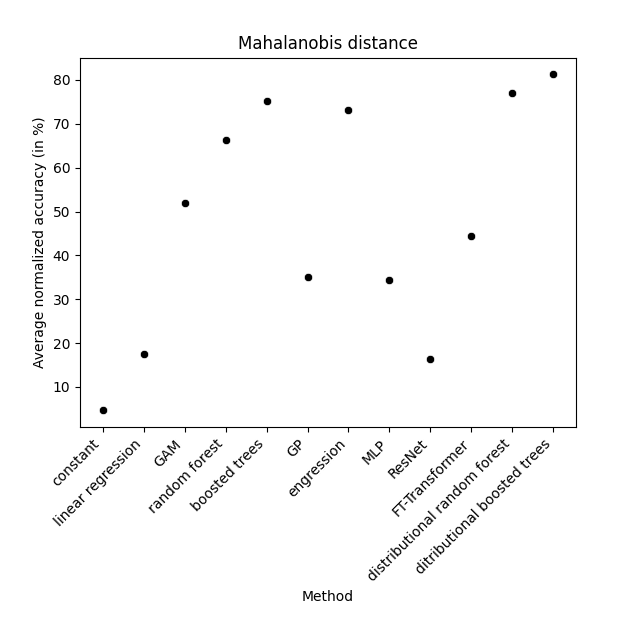 Mahalanobis distance
Average normalized accuracy (in %)
80
70
60
50
40
30
20
10
constant
linear regression
GAM
random forest
boosted trees
GP
engression
MLP
ResNet
FT-Transformer
distributional random forest
ditributional boosted trees
Method